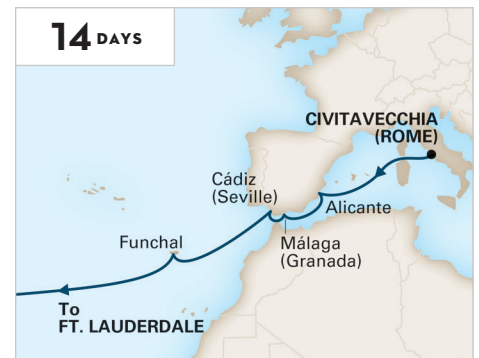 14 DAYS
CIVITAVECCHIA
(ROME)
Cádiz
(Seville)
Alicante
Funchal
Málaga
(Granada)
To
FT. LAUDERDALE